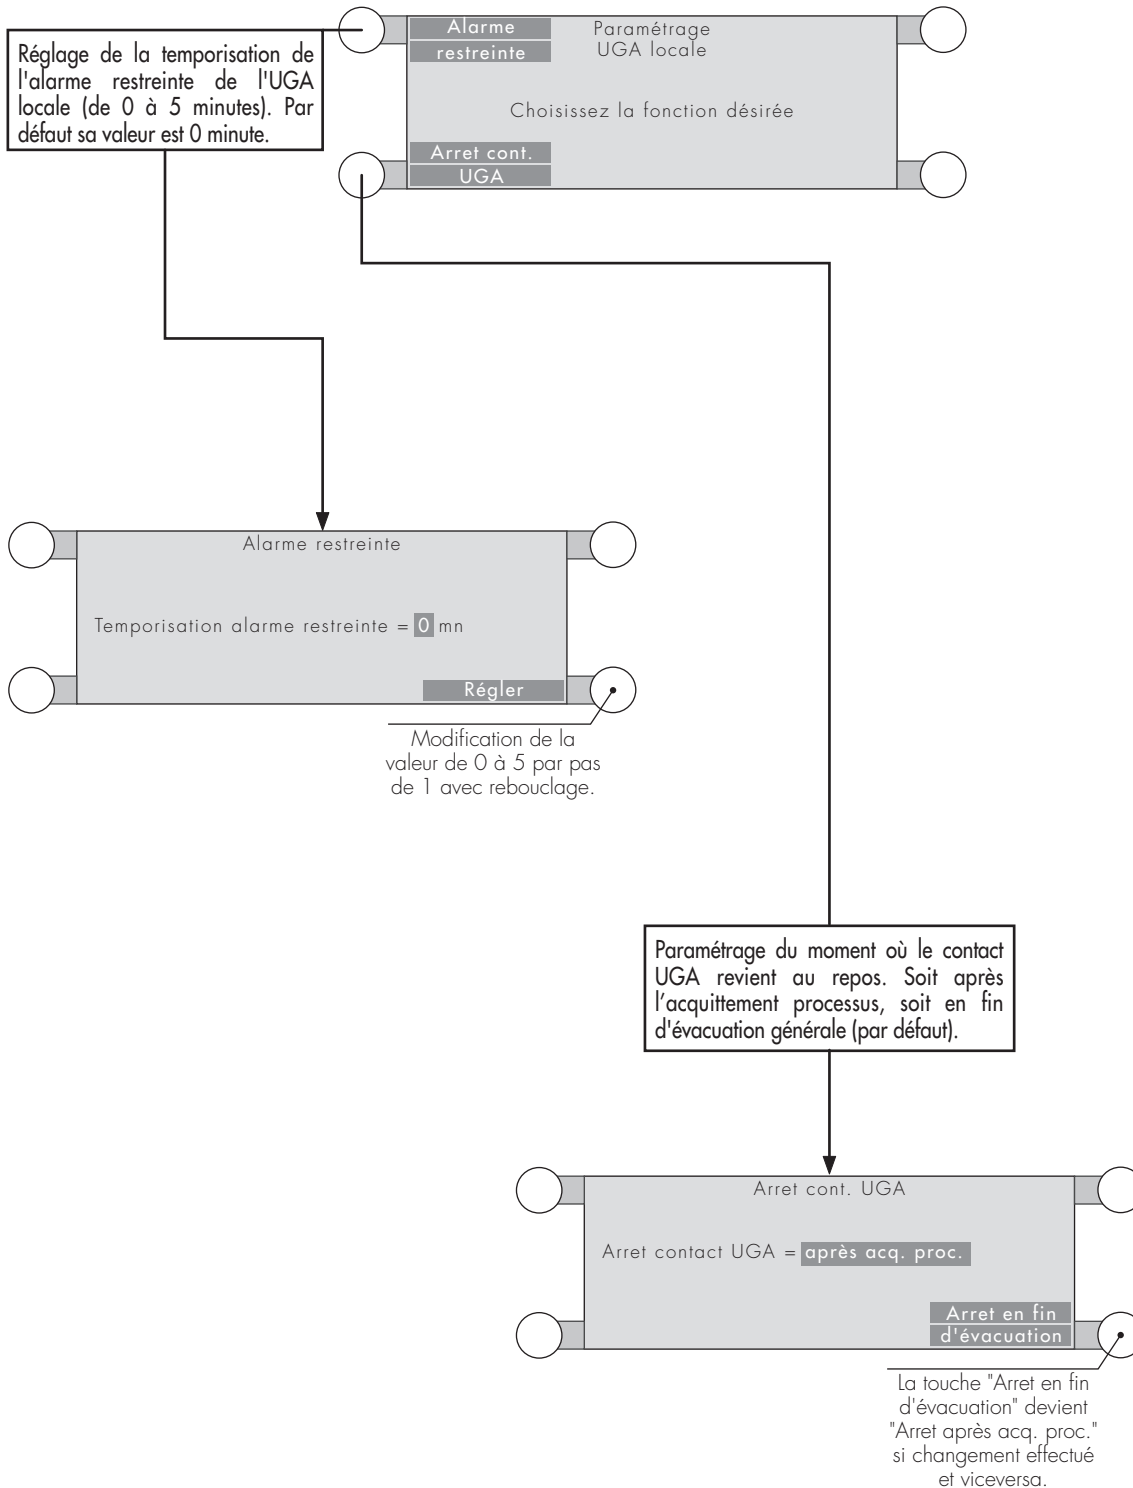 Réglage de la temporisation de
l'alarme restreinte de l'UGA
locale (de 0 à 5 minutes). Par
défaut sa valeur est 0 minute.
Alarme
restreinte
Paramétrage
UGA locale
Choisissez la fonction désirée
Arret cont.
UGA
Alarme restreinte
Temporisation alarme restreinte = 0 mn
Régler
Modification de la
valeur de 0 à 5 par pas
de 1 avec rebouclage.
Paramétrage du moment où le contact
UGA revient au repos. Soit après
l'acquittement processus, soit en fin
d'évacuation générale (par défaut).
Arret cont. UGA
Arret contact UGA = après acq. proc.
Arret en fin
d'évacuation
La touche "Arret en fin
d'évacuation" devient
"Arret après acq. proc."
si changement effectué
et viceversa.